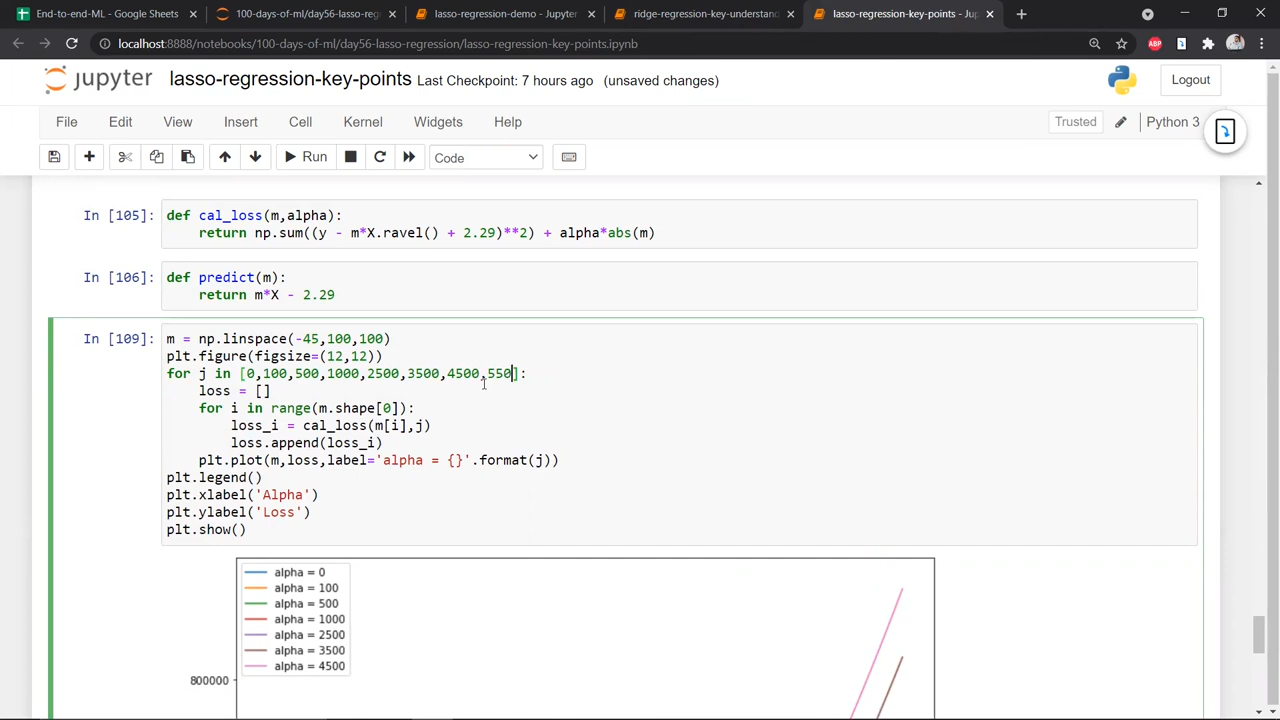 End-to-end-ML - Google Sheets
100-days-of-ml/day56-lasso-regre
lasso-regression-demo - Jupyter
ridge-regression-key-understanda
lasso-regression-key-points - Jup
localhost:8888/notebooks/100-days-of-ml/day56-lasso-regression/lasso-regression-key-points.ipynb
ABP
jupyter lasso-regression-key-points Last Checkpoint: 7 hours ago (unsaved changes)
Logout
File Edit View Insert Cell Kernel Widgets Help
Trusted Python 3
Run Code
In [105]: def cal_loss(m,alpha):
return np.sum((y - m*X.ravel() + 2.29)**2) + alpha*abs(m)
In [106]: def predict(m):
return m*X - 2.29
In [109]: m = np.linspace(-45,100,100)
plt.figure(figsize=(12,12))
for j in [0,100,500,1000,2500,3500,4500,550]:
loss = []
for i in range(m.shape[0]):
loss_i = cal_loss(m[i],j)
loss.append(loss_i)
plt.plot(m,loss,label='alpha = {}'.format(j))
plt.legend()
plt.xlabel('Alpha')
plt.ylabel('Loss')
plt.show()
alpha = 0
alpha = 100
alpha = 500
alpha = 1000
alpha = 2500
alpha = 3500
alpha = 4500
800000